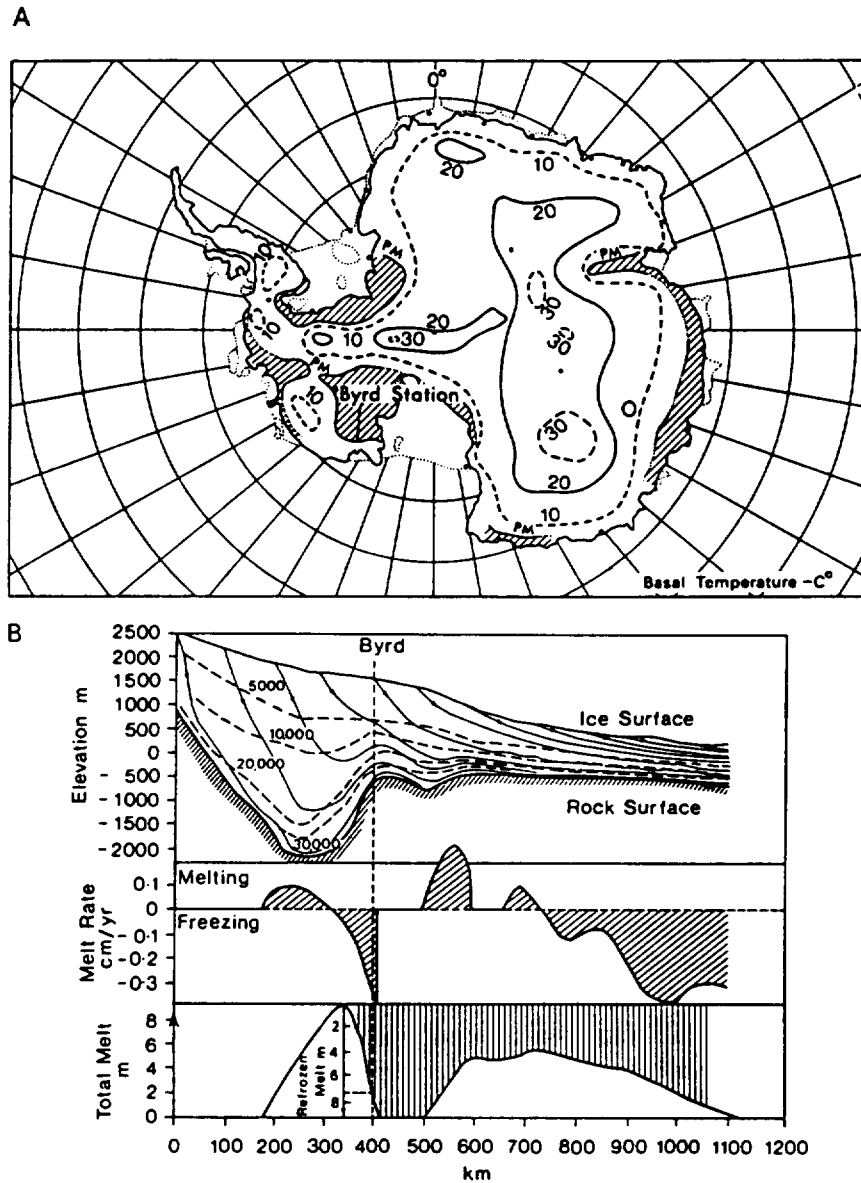 A
0°
20
10
10
20
PM
PM
10
30
20
10
30
10
30
PM
Byrd Station
10
0
30
20
10
PM
Basal Temperature -C°
B
Byrd
2500
2000
1500
1000
500
0
- 500
- 1000
-1500
-2000
Elevation m
5000
10,000
20,000
30000
Ice Surface
Rock Surface
Melting
Freezing
0·1
0
-0·1
-0·2
-0·3
Melt Rate
cm/yr
8
6
4
2
0
Total Melt
m
Refrozen
Melt m
2
4
6
8
0 100 200 300 400 500 600 700 800 900 1000 1100 1200
km